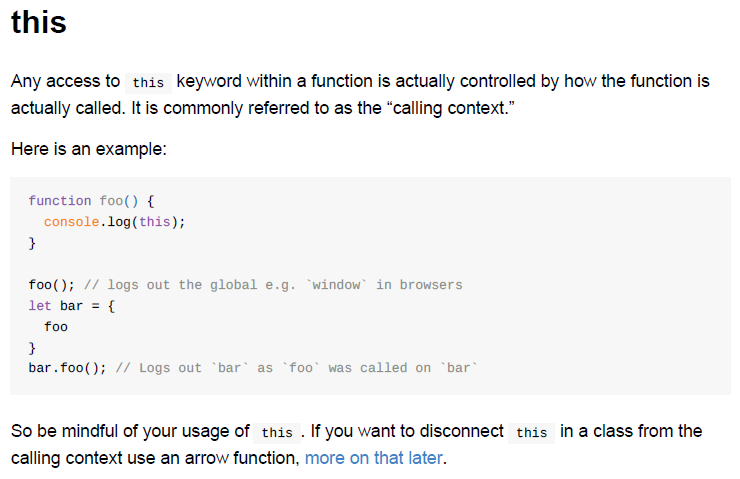 this
Any access to this keyword within a function is actually controlled by how the function is
actually called. It is commonly referred to as the “calling context.”
Here is an example:
function foo() {
  console.log(this);
}
foo(); // logs out the global e.g. `window` in browsers
let bar = {
  foo
}
bar.foo(); // Logs out `bar` as `foo` was called on `bar`
So be mindful of your usage of this . If you want to disconnect this in a class from the
calling context use an arrow function, more on that later.